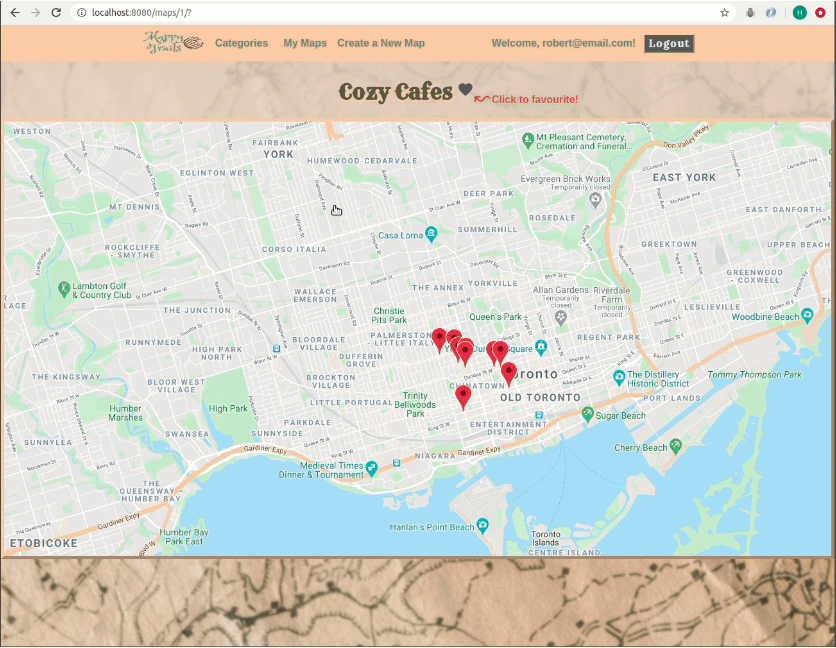 localhost:8080/maps/1/?
H
Mappy Trails
Categories
My Maps
Create a New Map
Welcome, robert@email.com!
Logout
Cozy Cafes
Click to favourite!
WESTON
FAIRBANK
YORK
HUMEWOOD-CEDARVALE
Mt Pleasant Cemetery,
Cremation and Funeral...
Don Valley Pkwy
EAST YORK
EGLINTON WEST
Evergreen Brick Works
Temporarily closed
DEER PARK
MT DENNIS
ROSEDALE
EAST DANFORTH
Casa Loma
SUMMERHILL
ROCKCLIFFE
- SMYTHE
CORSO ITALIA
GREENTOWN
UPPER BEACH
GREENWOOD
- COXWELL
Lambton Golf
& Country Club
WALLACE
EMERSON
THE ANNEX
YORKVILLE
Allan Gardens
Temporarily
closed
Riverdale
Farm
Temporarily
closed
LAGE
THE JUNCTION
Christie
Pits Park
Queen's Park
LESLIEVILLE
Woodbine Beach
RUNNYMEDE
HIGH PARK
NORTH
BLOORDALE
VILLAGE
PALMERSTON
- LITTLE ITALY
REGENT PARK
DUFFERIN
GROVE
Square
THE KINGSWAY
BLOOR WEST
VILLAGE
BROCKTON
VILLAGE
CHINATOWN
oronto
The Distillery
Historic District
Tommy Thompson Park
Humber
Marshes
High Park
LITTLE PORTUGAL
Trinity
Bellwoods
Park
OLD TORONTO
PORT LANDS
Sugar Beach
SWANSEA
PARKDALE
SUNNYSIDE
ENTERTAINMENT
DISTRICT
SUNNYLEA
Gardiner Expy
NIAGARA
Gardiner Expy
Cherry Beach
Medieval Times
Dinner & Tournament
THE
QUEENSWAY -
HUMBER BAY
Gardiner Expy
Hanlan's Point Beach
Humber Bay
Park East
Toronto
Islands
ETOBICOKE
CENTRE ISLAND